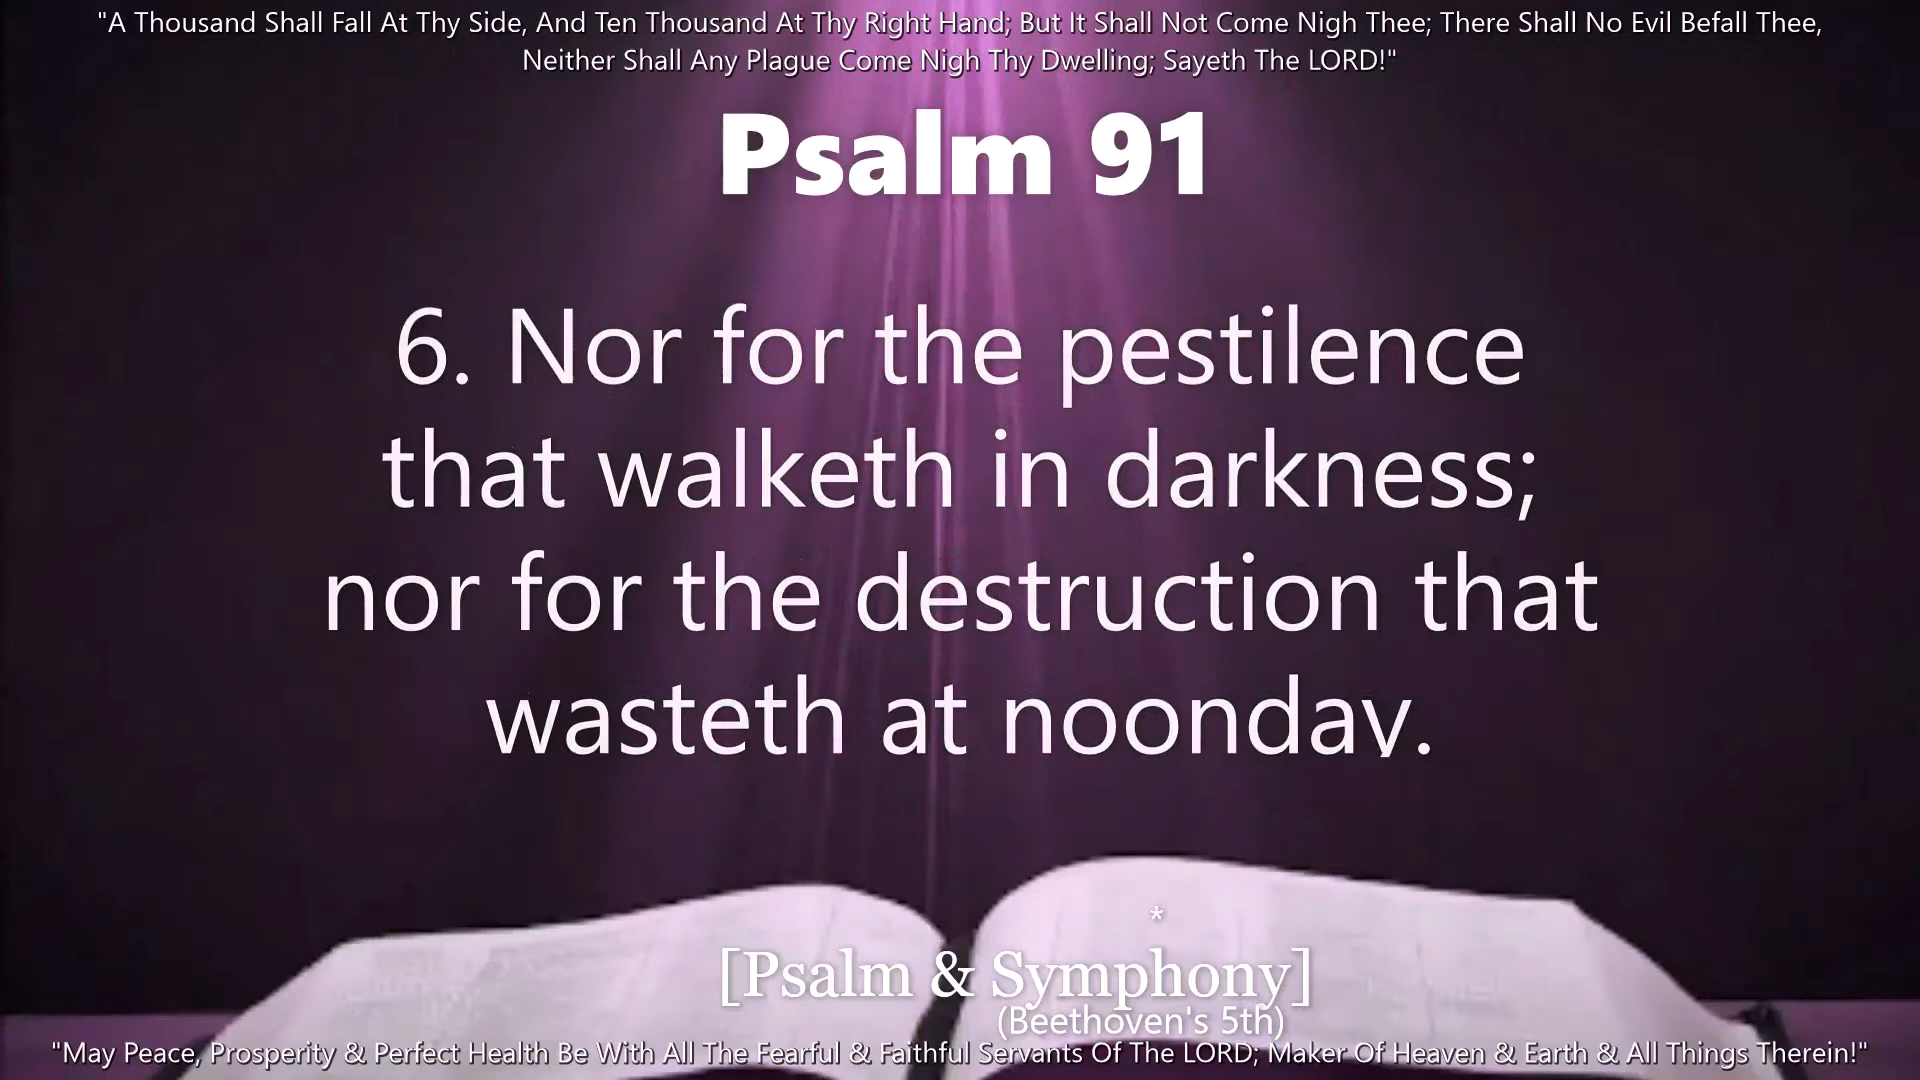 "A Thousand Shall Fall At Thy Side, And Ten Thousand At Thy Right Hand; But It Shall Not Come Nigh Thee; There Shall No Evil Befall Thee,
Neither Shall Any Plague Come Nigh Thy Dwelling; Sayeth The LORD!"
Psalm 91
6. Nor for the pestilence
that walketh in darkness;
nor for the destruction that
wasteth at noonday.
*
[Psalm & Symphony]
(Beethoven's 5th)
"May Peace, Prosperity & Perfect Health Be With All The Fearful & Faithful Servants Of The LORD; Maker Of Heaven & Earth & All Things Therein!"